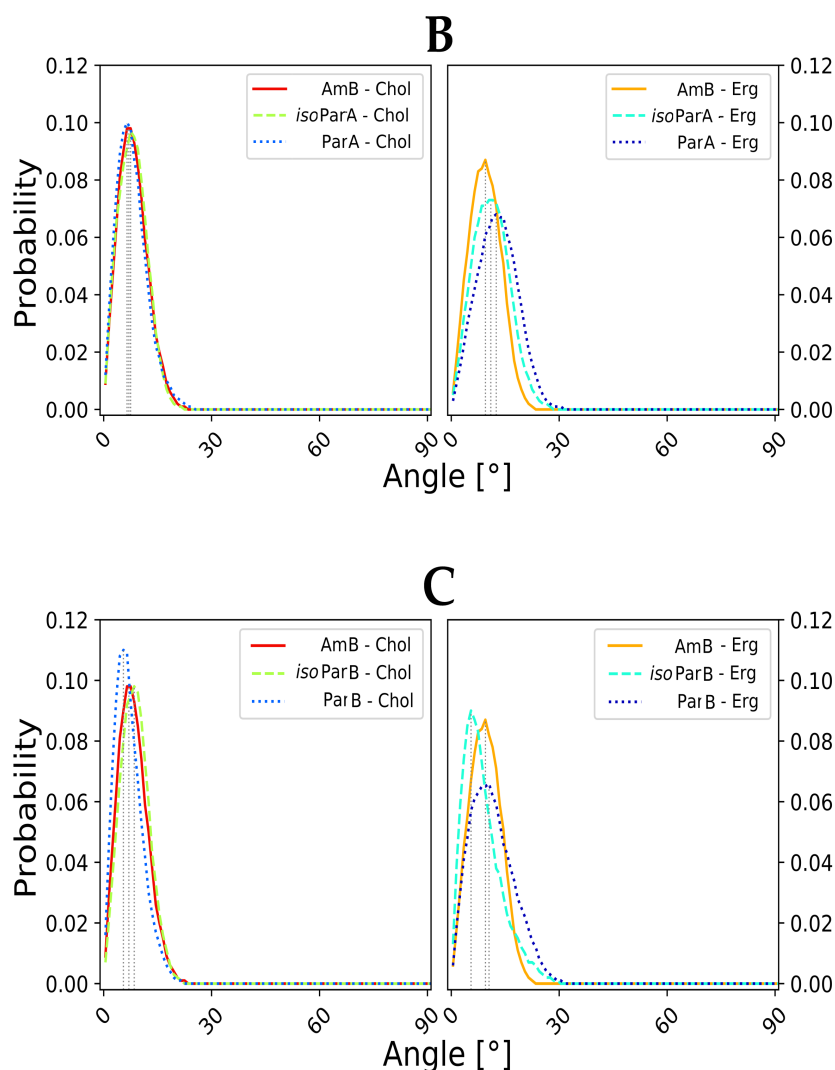 B
0.12
0.10
0.08
0.06
0.04
0.02
0.00
Probability
AmB - Chol
isoParA - Chol
ParA - Chol
0
30
60
90
AmB - Erg
isoParA - Erg
ParA - Erg
0
30
60
90
0.12
0.10
0.08
0.06
0.04
0.02
0.00
Angle [°]
C
0.12
0.10
0.08
0.06
0.04
0.02
0.00
Probability
AmB - Chol
isoParB - Chol
ParB - Chol
0
30
60
90
AmB - Erg
isoParB - Erg
ParB - Erg
0
30
60
90
0.12
0.10
0.08
0.06
0.04
0.02
0.00
Angle [°]